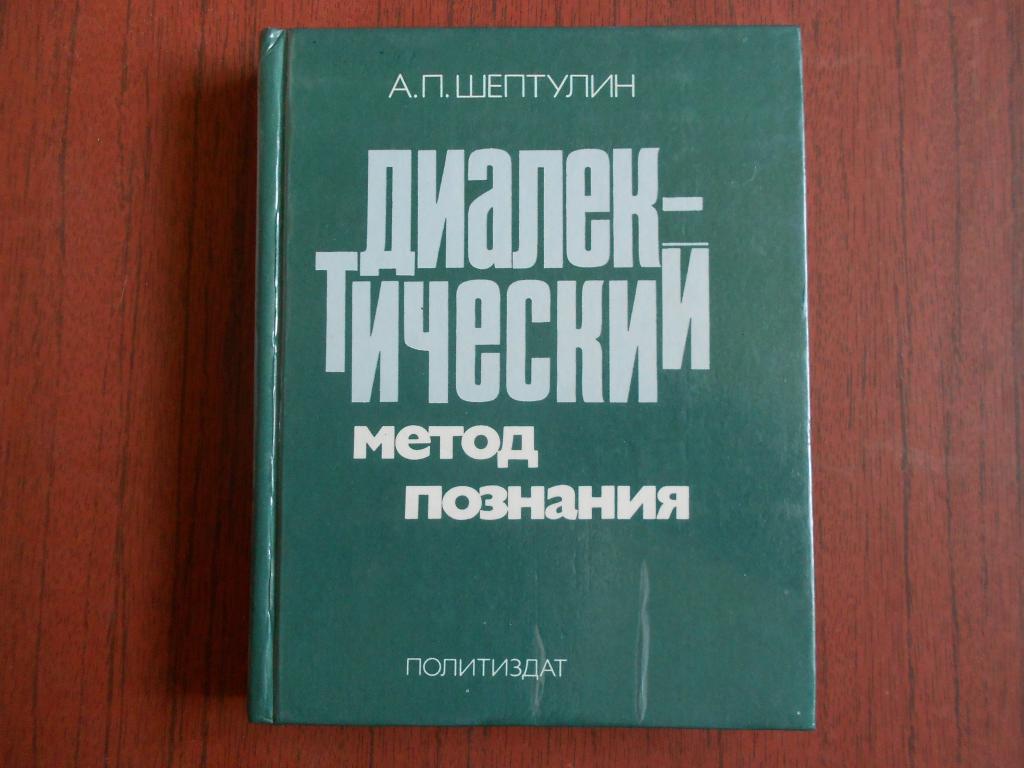 А.П. ШЕПТУЛИН
ДИАЛЕК-
ТИЧЕСКИЙ
метод
познания
ПОЛИТИЗДАТ